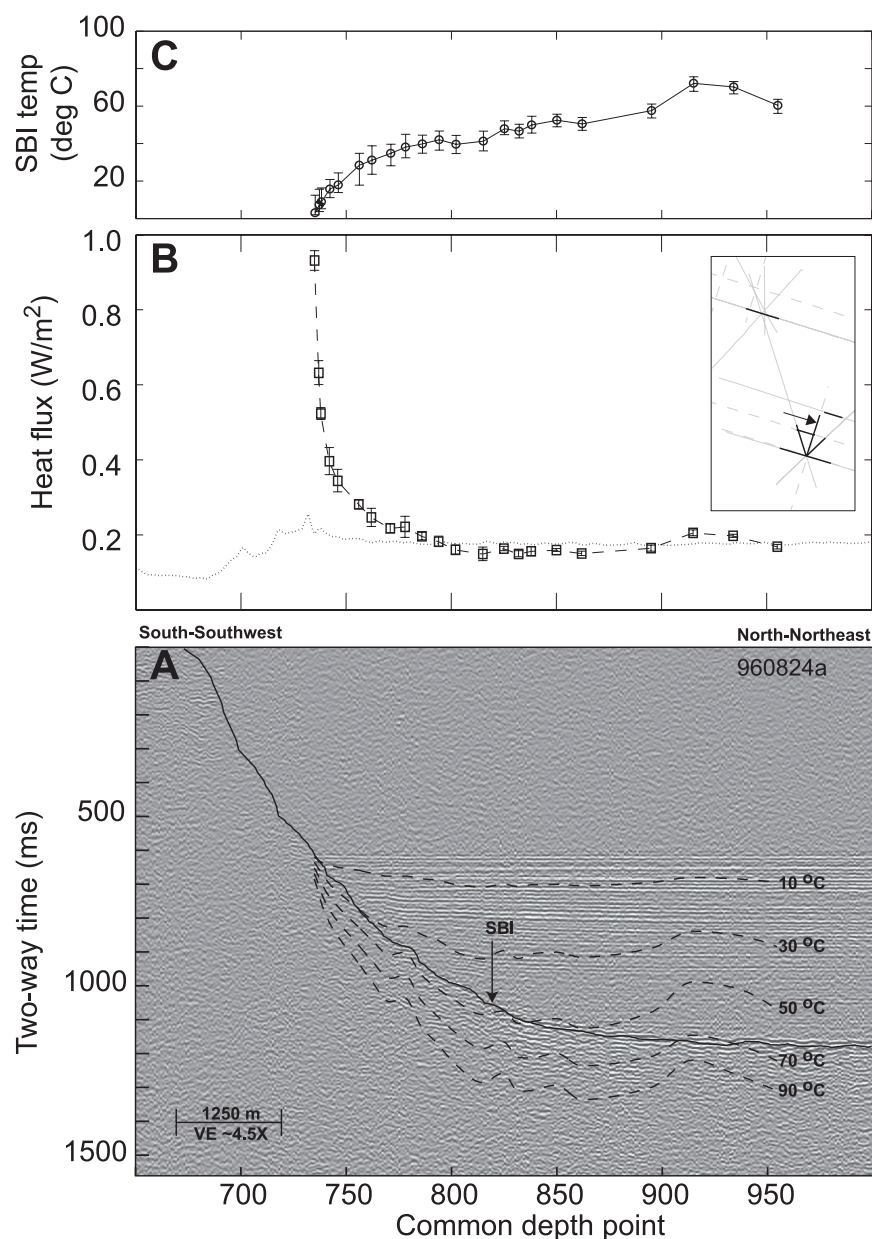 C
SBI temp
(deg C)
100
60
20
B
Heat flux (W/m²)
1.0
0.8
0.6
0.4
0.2
South-Southwest
North-Northeast
A
960824a
Two-way time (ms)
500
1000
1500
10 °C
30 °C
SBI
50 °C
70 °C
90 °C
1250 m
VE ~4.5X
700 750 800 850 900 950
Common depth point